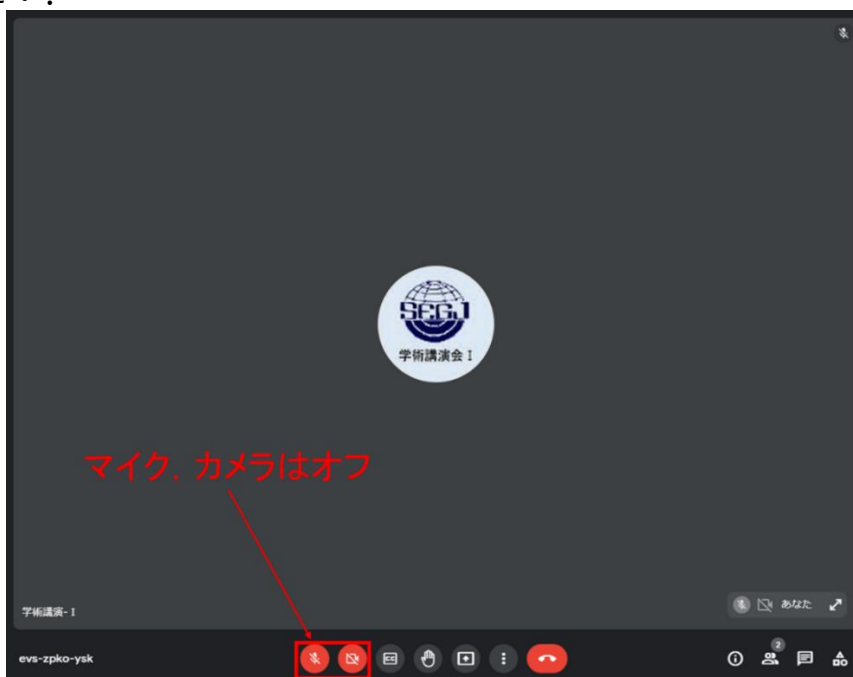 SEGJ
学術講演会 I
マイク，カメラはオフ
学術講演- I
あなた
evs-zpko-ysk
CC
2